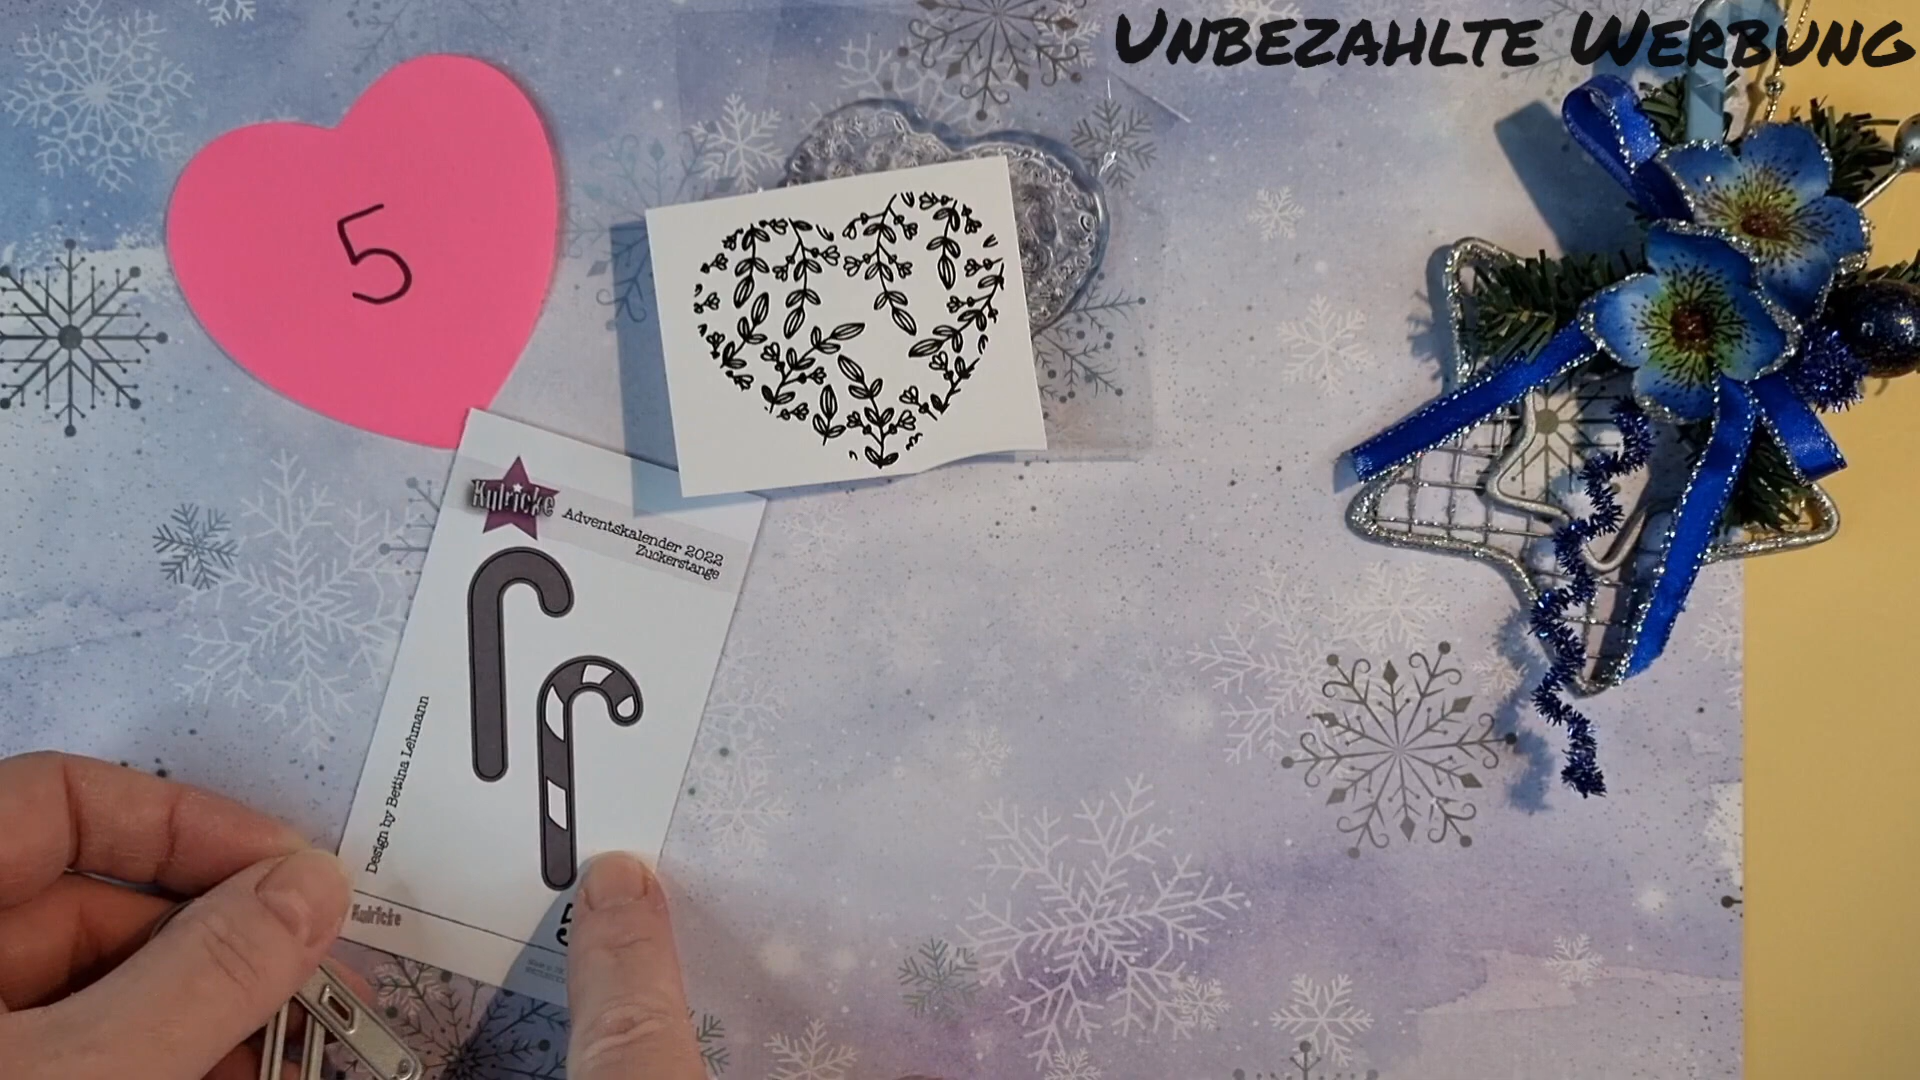 UNBEZAHLTE WERBUNG
5
Kulricke
Adventskalender 2022
Zuckerstange
Design by Bettina Lehmann
Kulricke